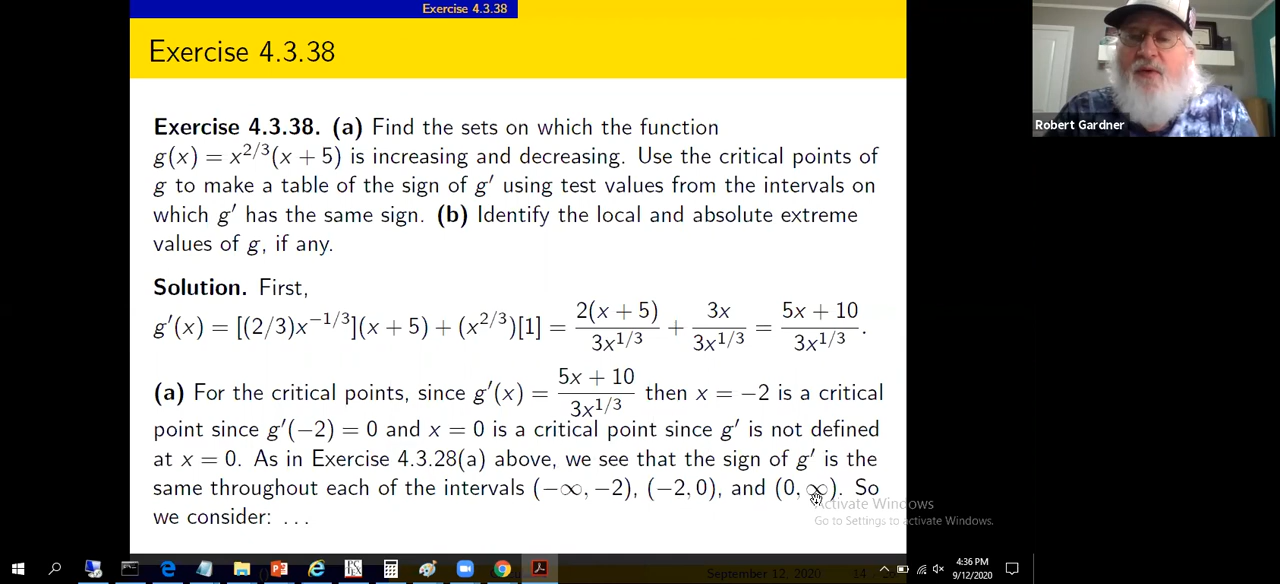 Exercise 4.3.38
Exercise 4.3.38
Exercise 4.3.38. (a) Find the sets on which the function
g(x) = x^{2/3}(x + 5) is increasing and decreasing. Use the critical points of
g to make a table of the sign of g′ using test values from the intervals on
which g′ has the same sign. (b) Identify the local and absolute extreme
values of g, if any.
Solution. First,
g′(x) = [(2/3)x^{−1/3}](x + 5) + (x^{2/3})[1] = \frac{2(x + 5)}{3x^{1/3}} + \frac{3x}{3x^{1/3}} = \frac{5x + 10}{3x^{1/3}}.
(a) For the critical points, since g′(x) = \frac{5x + 10}{3x^{1/3}} then x = −2 is a critical
point since g′(−2) = 0 and x = 0 is a critical point since g′ is not defined
at x = 0. As in Exercise 4.3.28(a) above, we see that the sign of g′ is the
same throughout each of the intervals (−∞, −2), (−2, 0), and (0, ∞). So
we consider: ...
Robert Gardner
Activate Windows
Go to Settings to activate Windows.
September 12, 2020 14
4:36 PM
9/12/2020